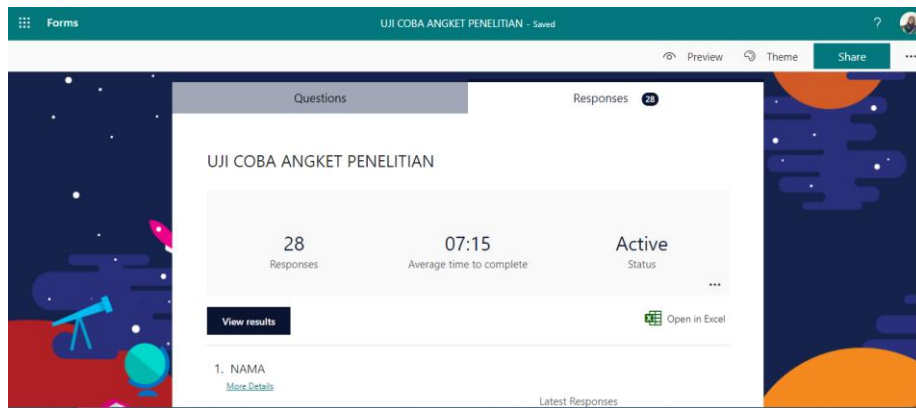 Forms
UJI COBA ANGKET PENELITIAN - Saved
?
Preview
Theme
Share
Questions
Responses 28
UJI COBA ANGKET PENELITIAN
28
Responses
07:15
Average time to complete
Active
Status
View results
Open in Excel
1. NAMA
More Details
Latest Responses